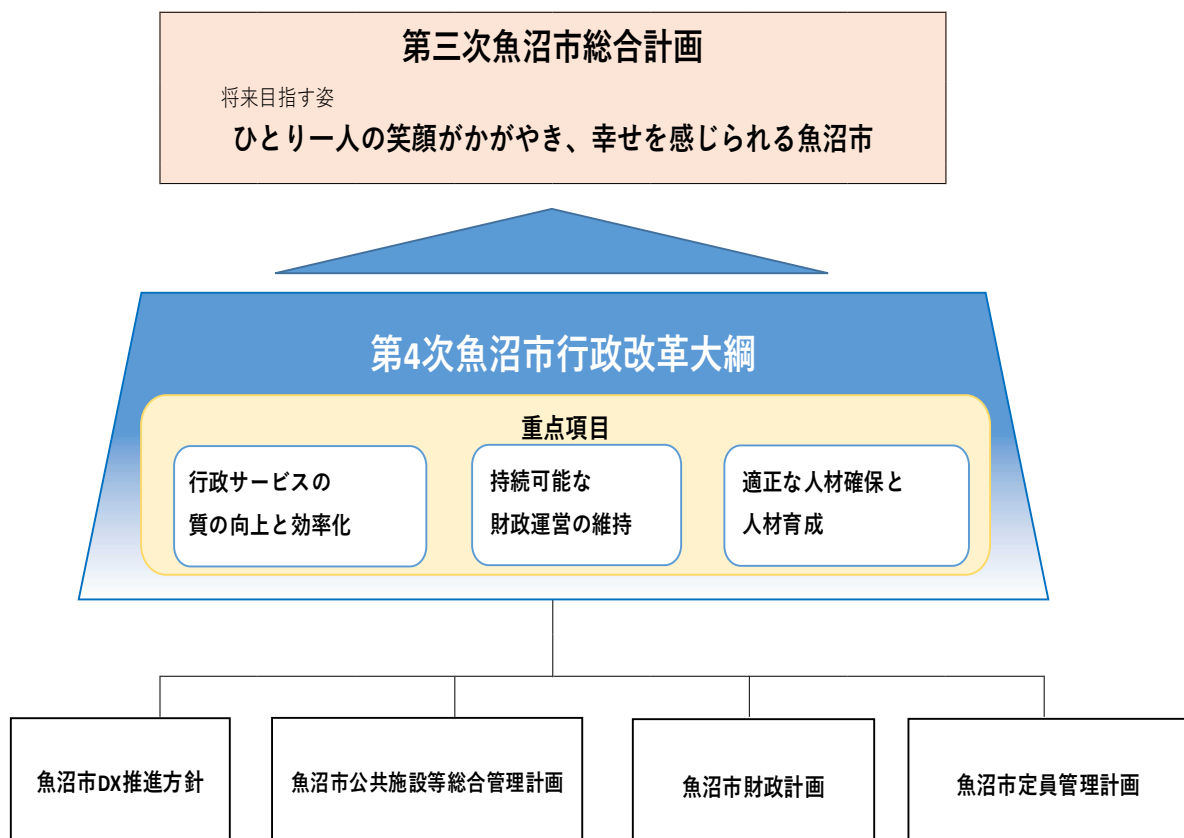 第三次魚沼市総合計画
将来目指す姿
ひとり一人の笑顔がかがやき、幸せを感じられる魚沼市
第4次魚沼市行政改革大綱
重点項目
行政サービスの
質の向上と効率化
持続可能な
財政運営の維持
適正な人材確保と
人材育成
魚沼市DX推進方針
魚沼市公共施設等総合管理計画
魚沼市財政計画
魚沼市定員管理計画